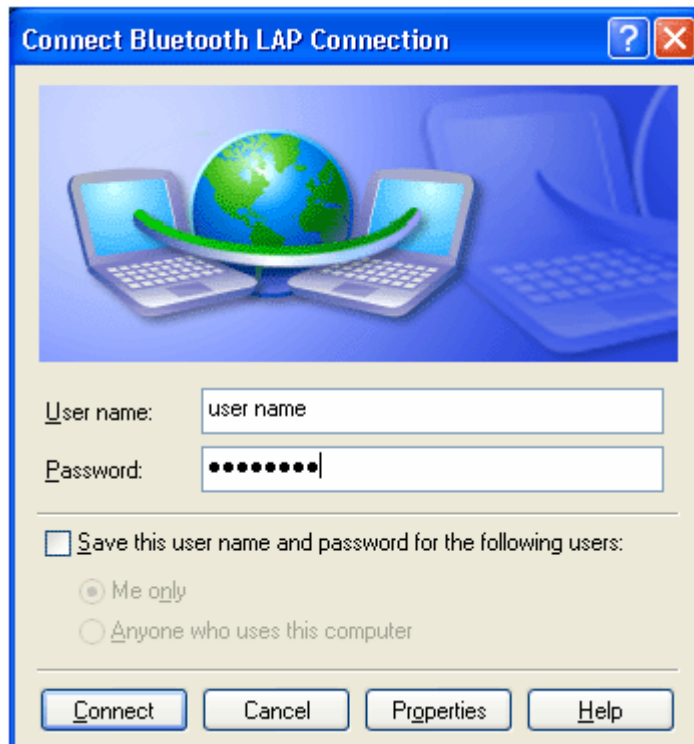 Connect Bluetooth LAP Connection
User name: user name
Password: ●●●●●●●●
Save this user name and password for the following users:
Me only
Anyone who uses this computer
Connect Cancel Properties Help